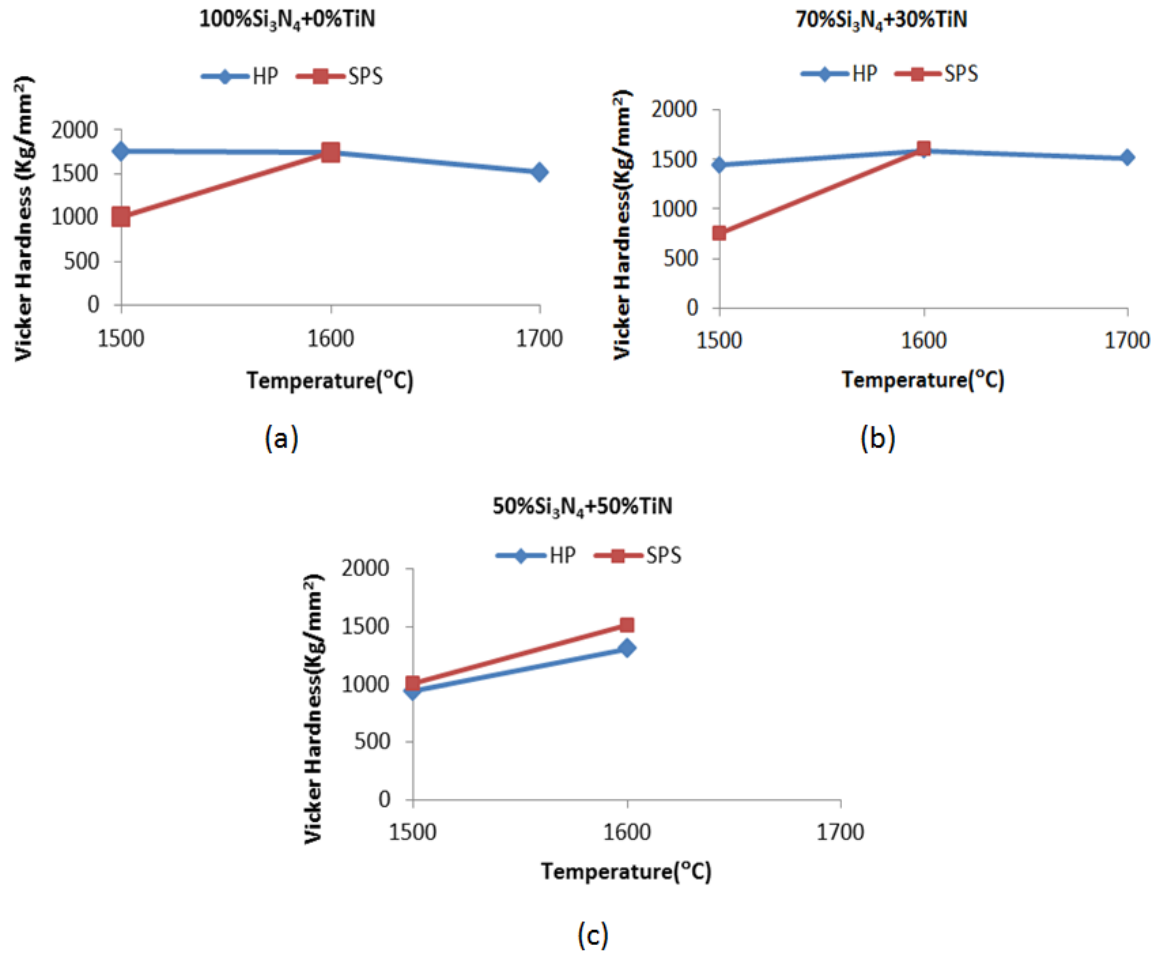 100%Si₃N₄+0%TiN
HP SPS
Vicker Hardness (Kg/mm²)
2000
1500
1000
500
0
1500 1600 1700
Temperature(°C)
(a)
70%Si₃N₄+30%TiN
HP SPS
Vicker Hardness(Kg/mm²)
2000
1500
1000
500
0
1500 1600 1700
Temperature(°C)
(b)
50%Si₃N₄+50%TiN
HP SPS
Vicker Hardness(Kg/mm²)
2000
1500
1000
500
0
1500 1600 1700
Temperature(°C)
(c)